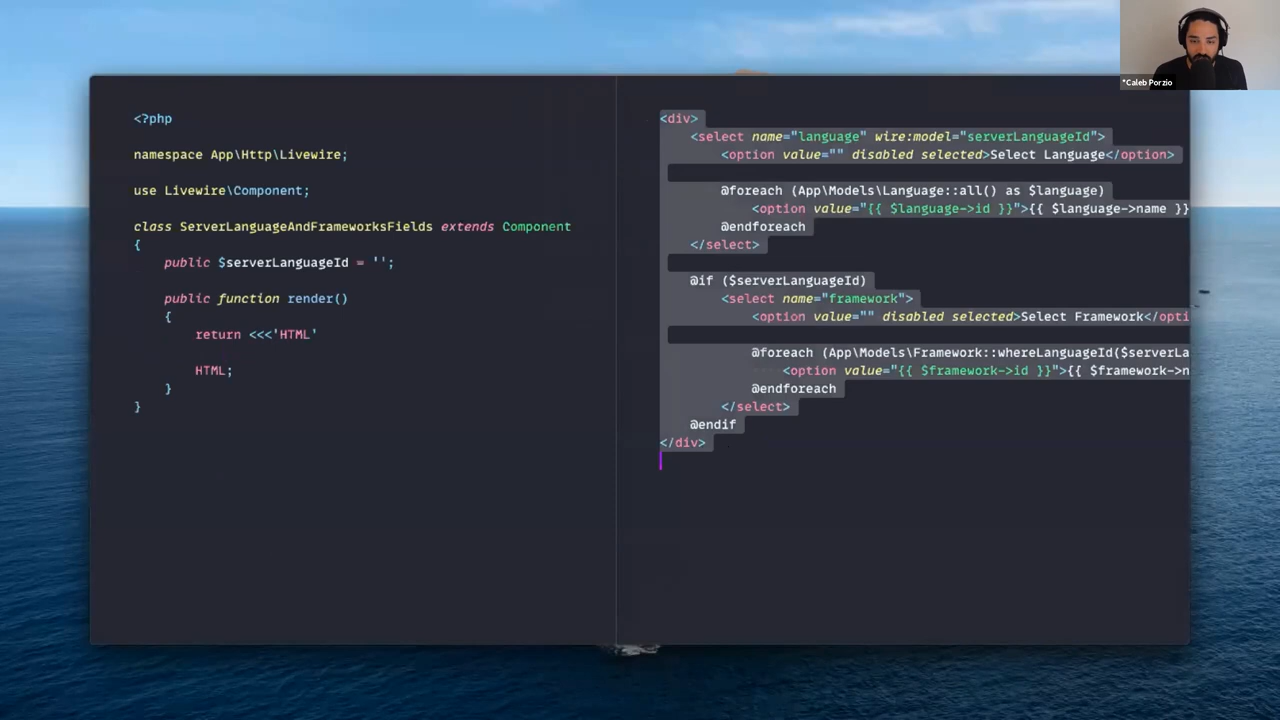 *Caleb Porzio
<?php
namespace App\Http\Livewire;
use Livewire\Component;
class ServerLanguageAndFrameworksFields extends Component
{
public $serverLanguageId = '';
public function render()
{
return <<<'HTML'
HTML;
}
}
<div>
<select name="language" wire:model="serverLanguageId">
<option value="" disabled selected>Select Language</option>
@foreach (App\Models\Language::all() as $language)
<option value="{{ $language->id }}">{{ $language->name }}
@endforeach
</select>
@if ($serverLanguageId)
<select name="framework">
<option value="" disabled selected>Select Framework</opti
@foreach (App\Models\Framework::whereLanguageId($serverLa
<option value="{{ $framework->id }}">{{ $framework->n
@endforeach
</select>
@endif
</div>